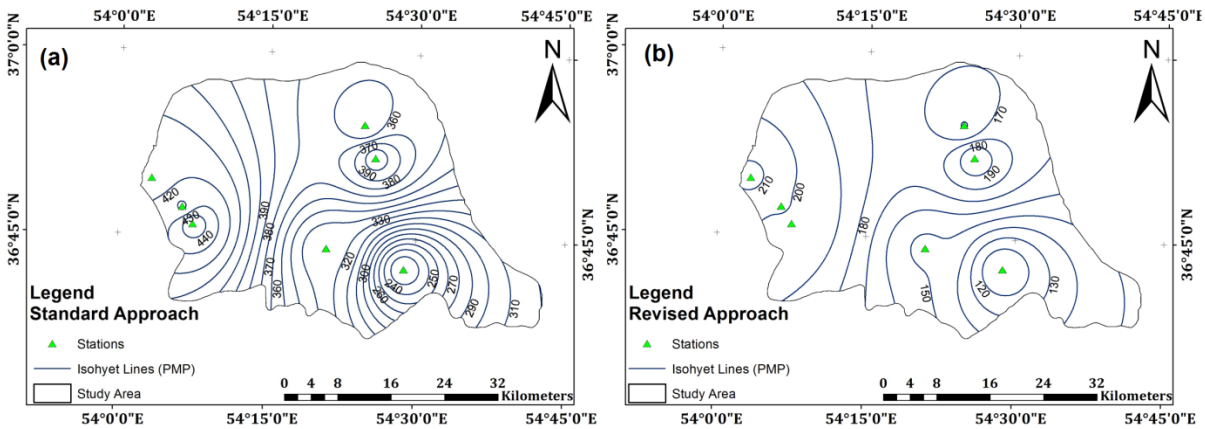 54°0'0"E 54°15'0"E 54°30'0"E 54°45'0"E
37°0'0"N
36°45'0"N
(a)
N
360
370
390
380
420
430
440
390
380
370
360
330
320
300
260
240
250
270
290
310
36°45'0"N
Legend
Standard Approach
Stations
Isohyet Lines (PMP)
Study Area
0 4 8 16 24 32
Kilometers
54°0'0"E 54°15'0"E 54°30'0"E 54°45'0"E
54°0'0"E 54°15'0"E 54°30'0"E 54°45'0"E
37°0'0"N
(b)
N
170
180
190
210
200
180
150
120
130
36°45'0"N
Legend
Revised Approach
Stations
Isohyet Lines (PMP)
Study Area
0 4 8 16 24 32
Kilometers
54°0'0"E 54°15'0"E 54°30'0"E 54°45'0"E